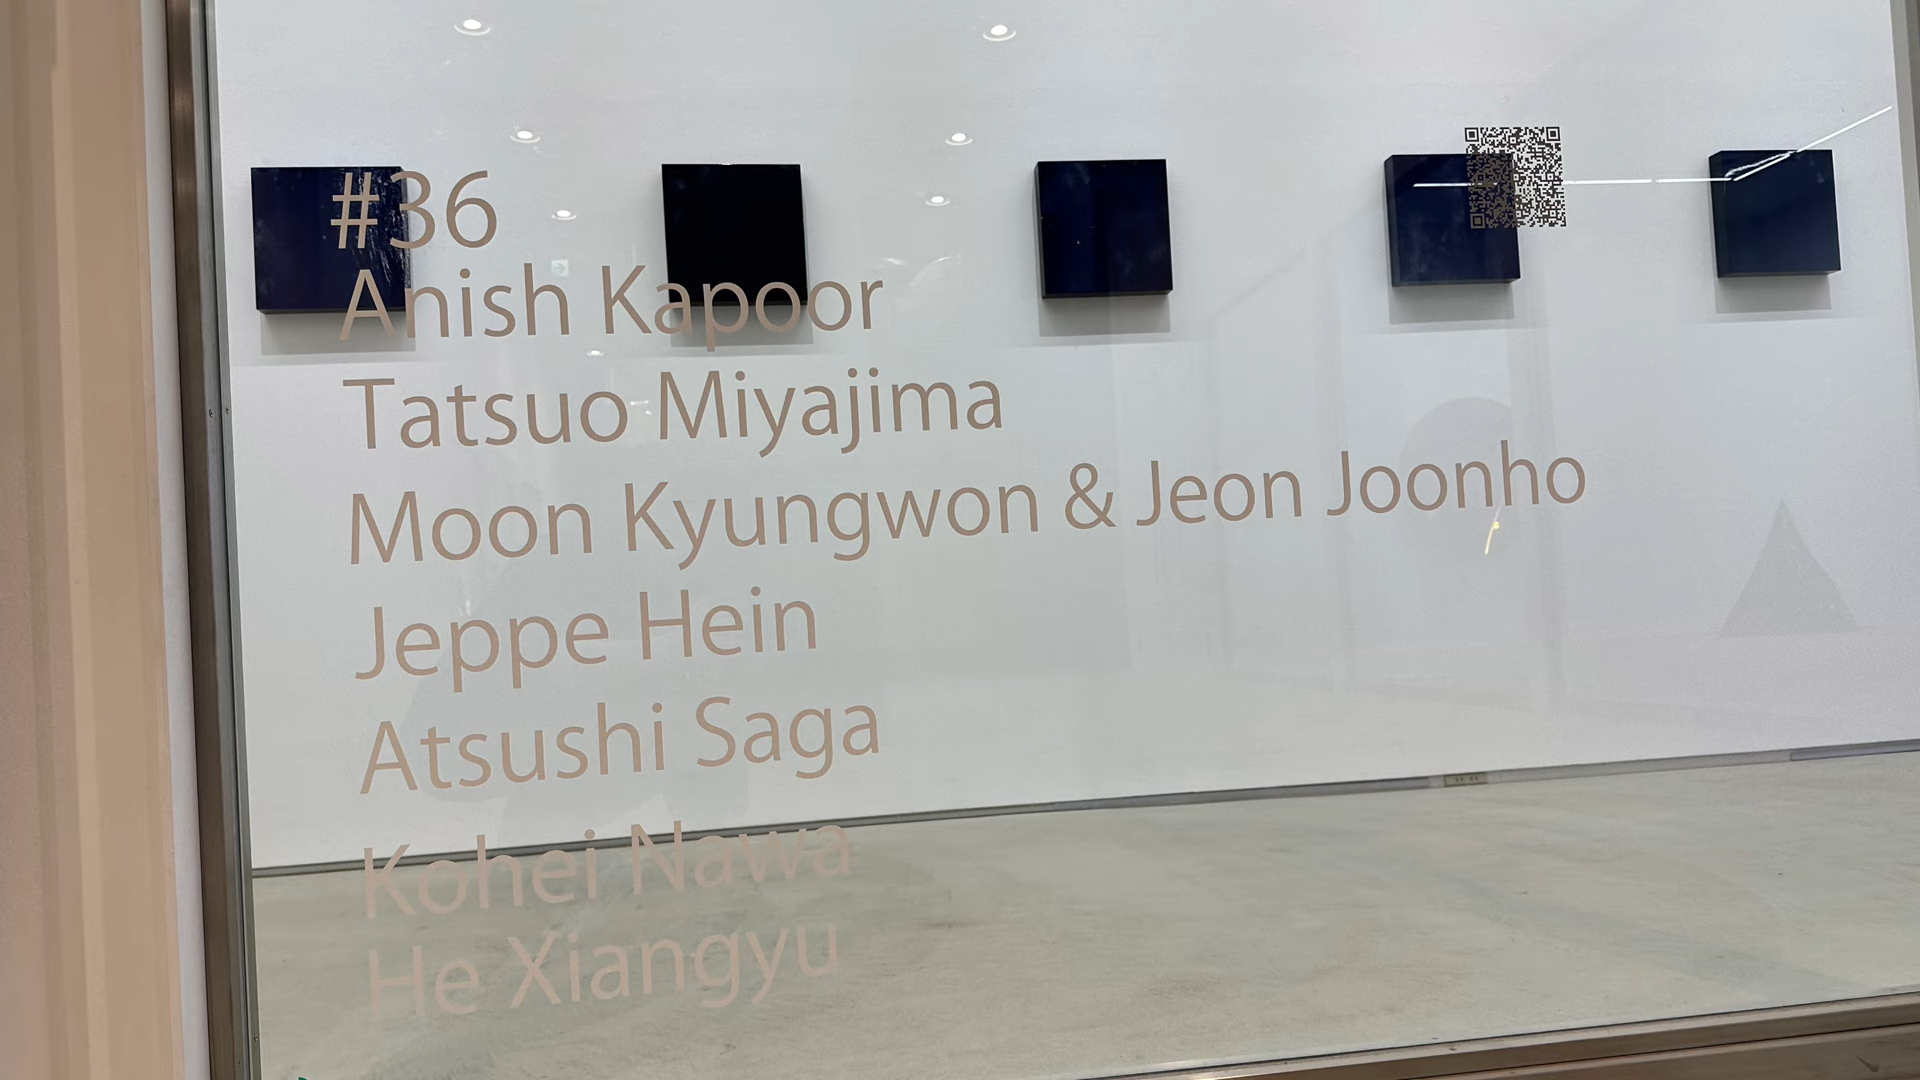 #36
Anish Kapoor
Tatsuo Miyajima
Moon Kyungwon & Jeon Joonho
Jeppe Hein
Atsushi Saga
Kohei Nawa
He Xiangyu